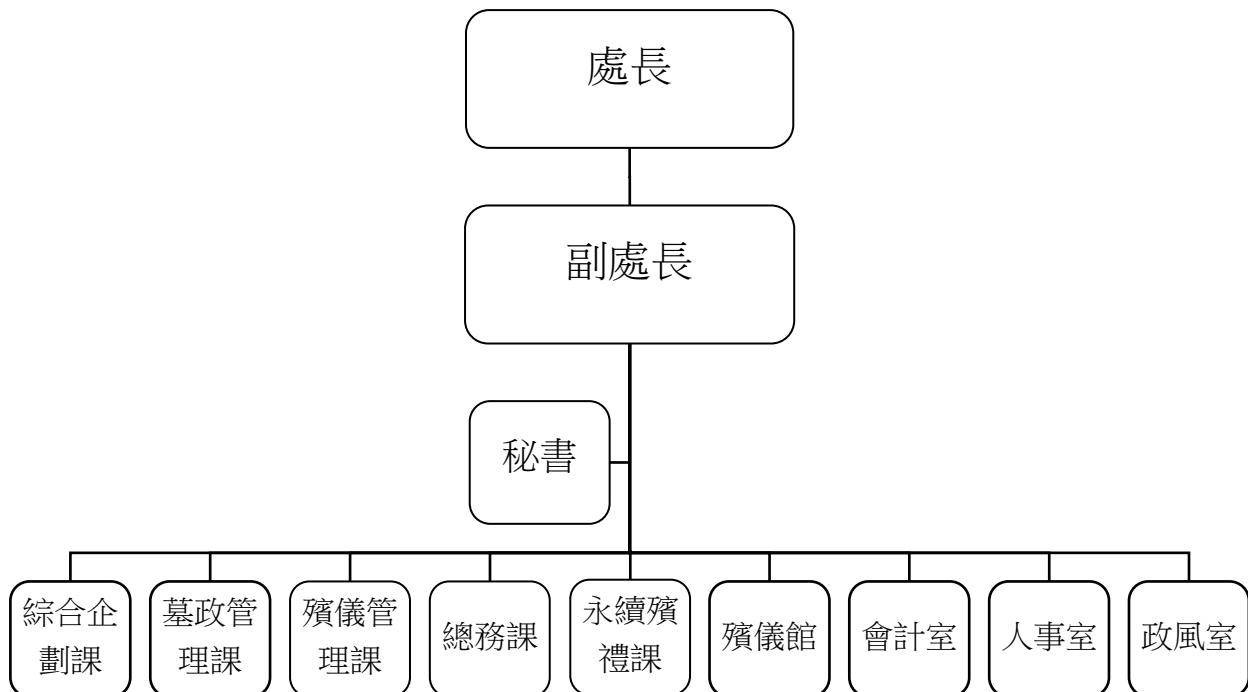 處長
副處長
秘書
綜合企
劃課
墓政管
理課
殯儀管
理課
總務課
永續殯
禮課
殯儀館
會計室
人事室
政風室